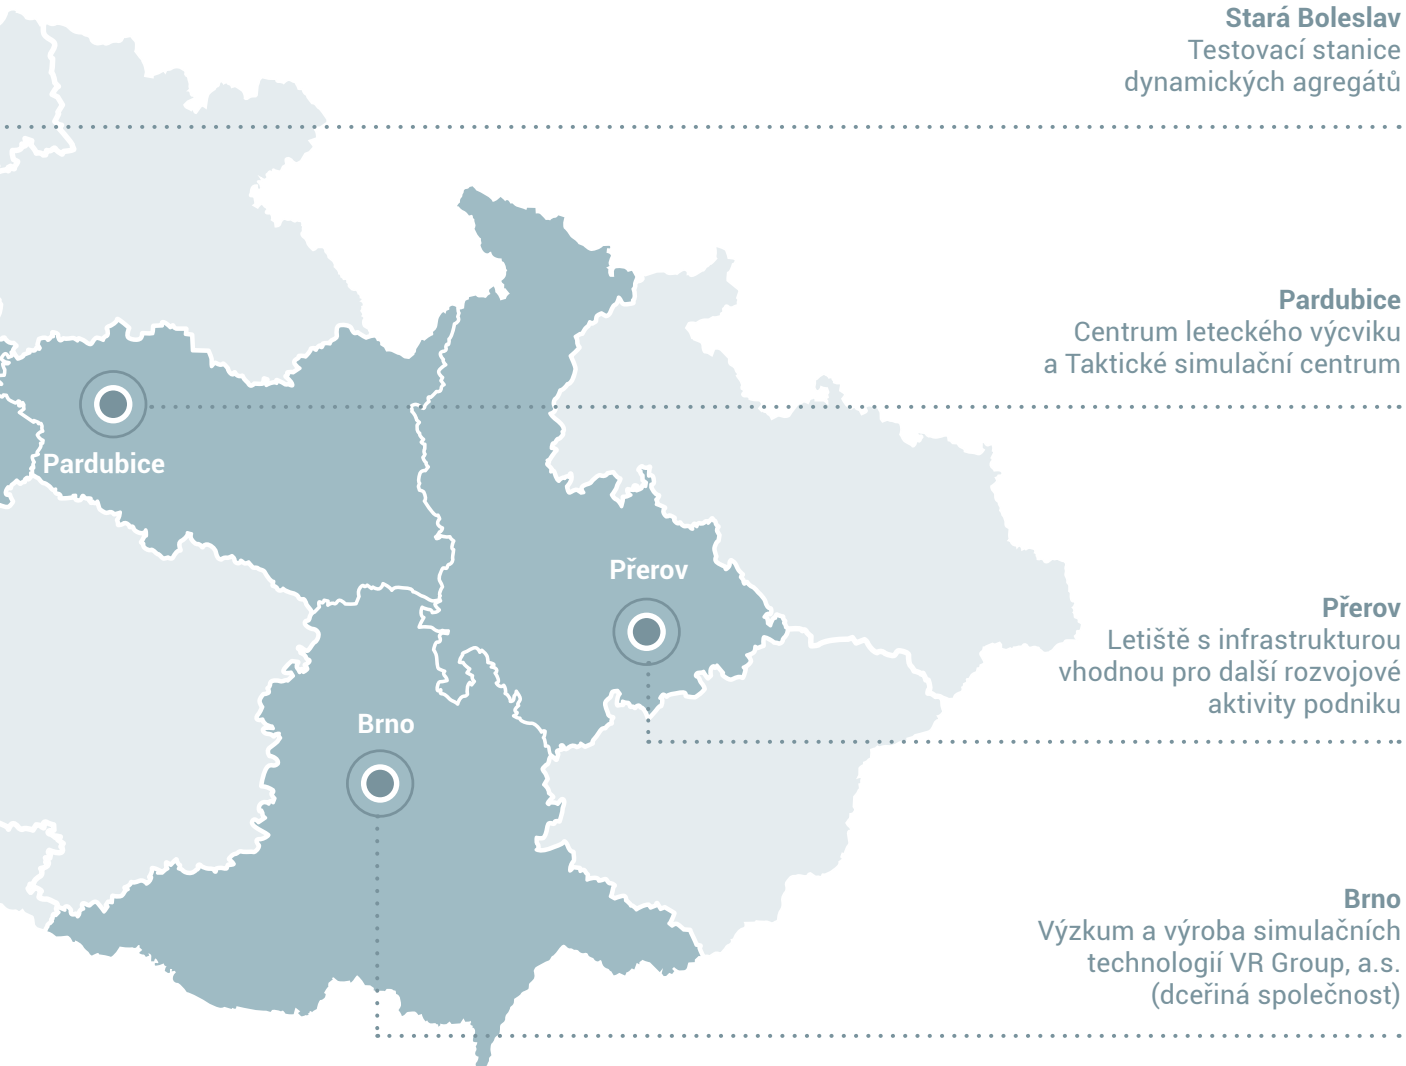 Stará Boleslav
Testovací stanice
dynamických agregátů
Pardubice
Centrum leteckého výcviku
a Taktické simulační centrum
Pardubice
Přerov
Přerov
Letiště s infrastrukturou
vhodnou pro další rozvojové
aktivity podniku
Brno
Brno
Výzkum a výroba simulačních
technologií VR Group, a.s.
(dceřiná společnost)